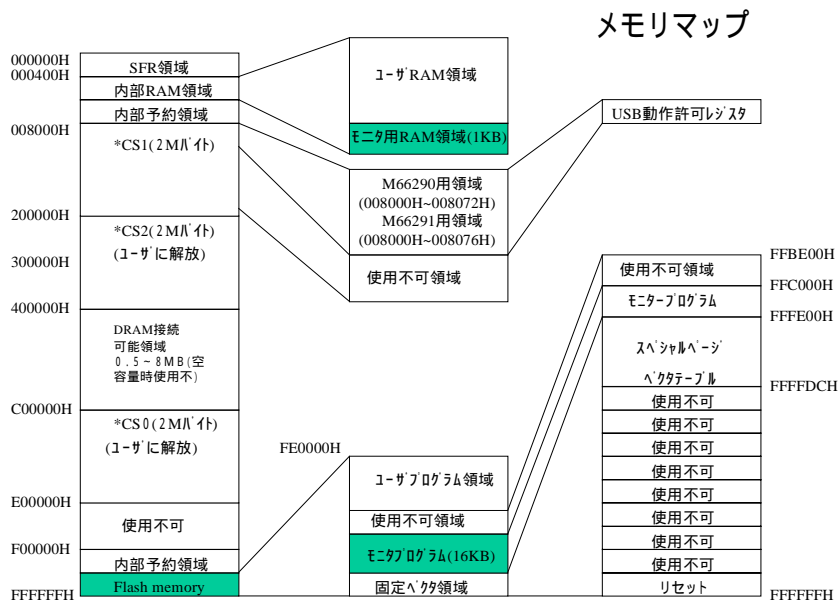 メモリマップ
000000H
000400H
008000H
200000H
300000H
400000H
C00000H
E00000H
F00000H
FFFFFFH
SFR領域
内部RAM領域
内部予約領域
*CS1(2Mバイト)
*CS2(2Mバイト)
(ユーザに解放)
DRAM接続
可能領域
0.5~8MB(空
容量時使用不)
*CS0(2Mバイト)
(ユーザに解放)
使用不可
内部予約領域
Flash memory
ユーザRAM領域
モニタ用RAM領域(1KB)
M66290用領域
(008000H~008072H)
M66291用領域
(008000H~008076H)
使用不可領域
FE0000H
ユーザプログラム領域
使用不可領域
モニタプログラム(16KB)
固定ベクタ領域
USB動作許可レジスタ
使用不可領域
モニタープログラム
スペシャルページ
ベクタテーブル
使用不可
使用不可
使用不可
使用不可
使用不可
使用不可
使用不可
使用不可
リセット
FFBE00H
FFC000H
FFFE00H
FFFFDCH
FFFFFFH